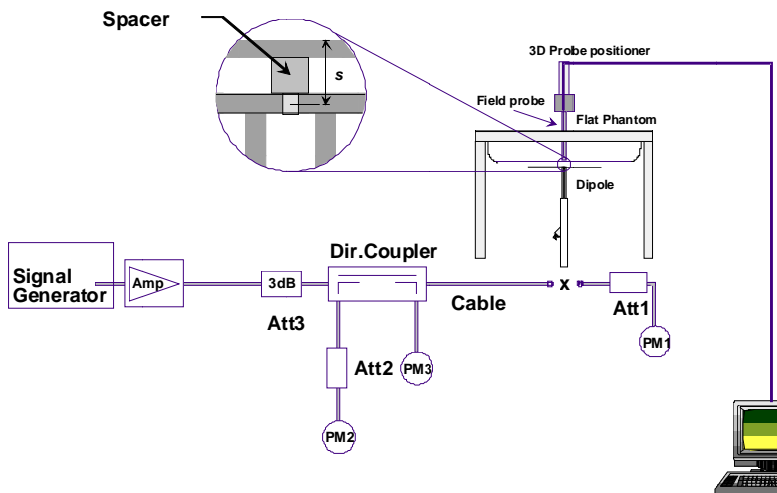 Spacer
s
3D Probe positioner
Field probe
Flat Phantom
Dipole
Signal
Generator
Amp
3dB
Att3
Dir.Coupler
Cable
x
Att1
PM1
Att2
PM3
PM2